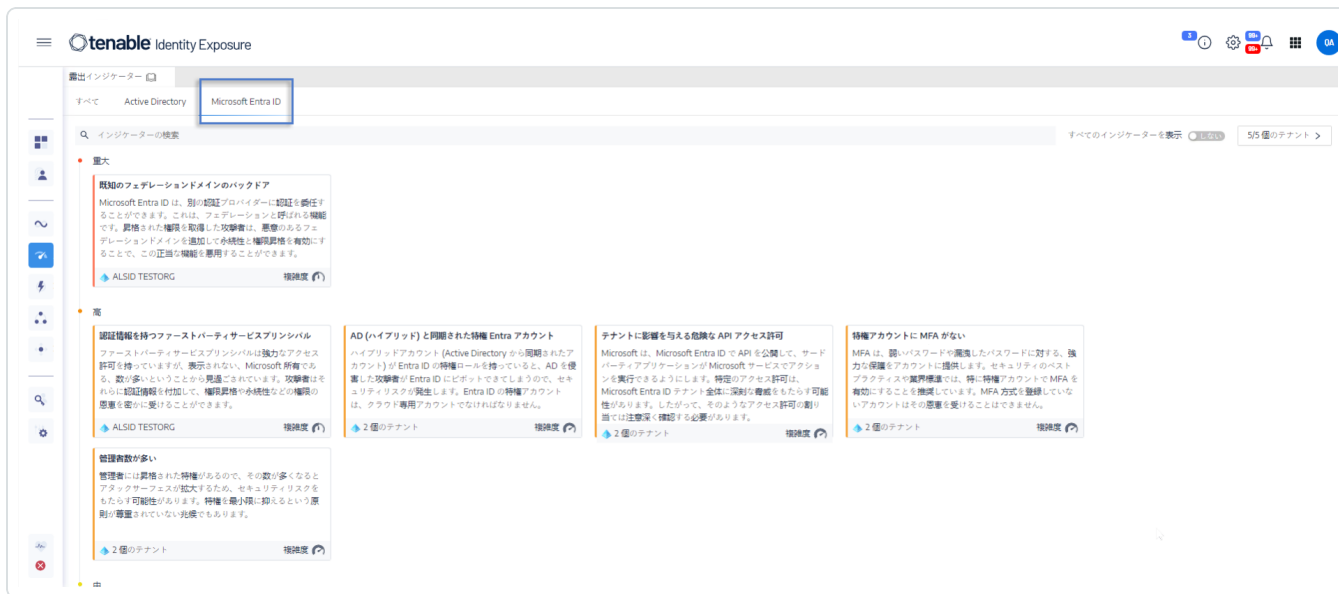 tenable Identity Exposure
3
99+
99+
QA
露出インジケーター
すべて
Active Directory
Microsoft Entra ID
インジケーターの検索
すべてのインジケーターを表示
しない
5/5 個のテナント >
重大
既知のフェデレーションドメインのバックドア
Microsoft Entra ID は、別の認証プロバイダーに認証を委任す
ることができます。これは、フェデレーションと呼ばれる機能
です。昇格された権限を取得した攻撃者は、悪意のあるフェ
デレーションドメインを追加して永続性と権限昇格を有効にす
ることで、この正当な機能を悪用することができます。
ALSID TESTORG
複雑度
高
認証情報を持つファーストパーティサービスプリンシパル
ファーストパーティサービスプリンシパルは強力なアクセス
許可を持っていますが、表示されない、Microsoft 所有であ
る、数が多いということから見過ごされています。攻撃者はそ
れらに認証情報を付加して、権限昇格や永続性などの権限の
恩恵を密かに受けることができます。
ALSID TESTORG
複雑度
AD (ハイブリッド) と同期された特権 Entra アカウント
ハイブリッドアカウント (Active Directory から同期されたア
カウント) が Entra ID の特権ロールを持っていると、AD を侵
害した攻撃者が Entra ID にピボットできてしまうので、セキ
ュリティリスクが発生します。Entra ID の特権アカウント
は、クラウド専用アカウントでなければなりません。
2 個のテナント
複雑度
テナントに影響を与える危険な API アクセス許可
Microsoft は、Microsoft Entra ID で API を公開して、サード
パーティアプリケーションが Microsoft サービスでアクショ
ンを実行できるようにします。特定のアクセス許可は、
Microsoft Entra ID テナント全体に深刻な脅威をもたらす可能
性があります。したがって、そのようなアクセス許可の割り
当ては注意深く確認する必要があります。
2 個のテナント
複雑度
特権アカウントに MFA がない
MFA は、弱いパスワードや漏洩したパスワードに対する、強
力な保護をアカウントに提供します。セキュリティのベスト
プラクティスや業界標準では、特に特権アカウントで MFA を
有効にすることを推奨しています。MFA 方式を登録していな
いアカウントはその恩恵を受けることはできません。
2 個のテナント
複雑度
管理者数が多い
管理者には昇格された特権があるので、その数が多くなると
アタックサーフェスが拡大するため、セキュリティリスクを
もたらす可能性があります。特権を最小限に抑えるという原
則が尊重されていない兆候でもあります。
2 個のテナント
複雑度
中